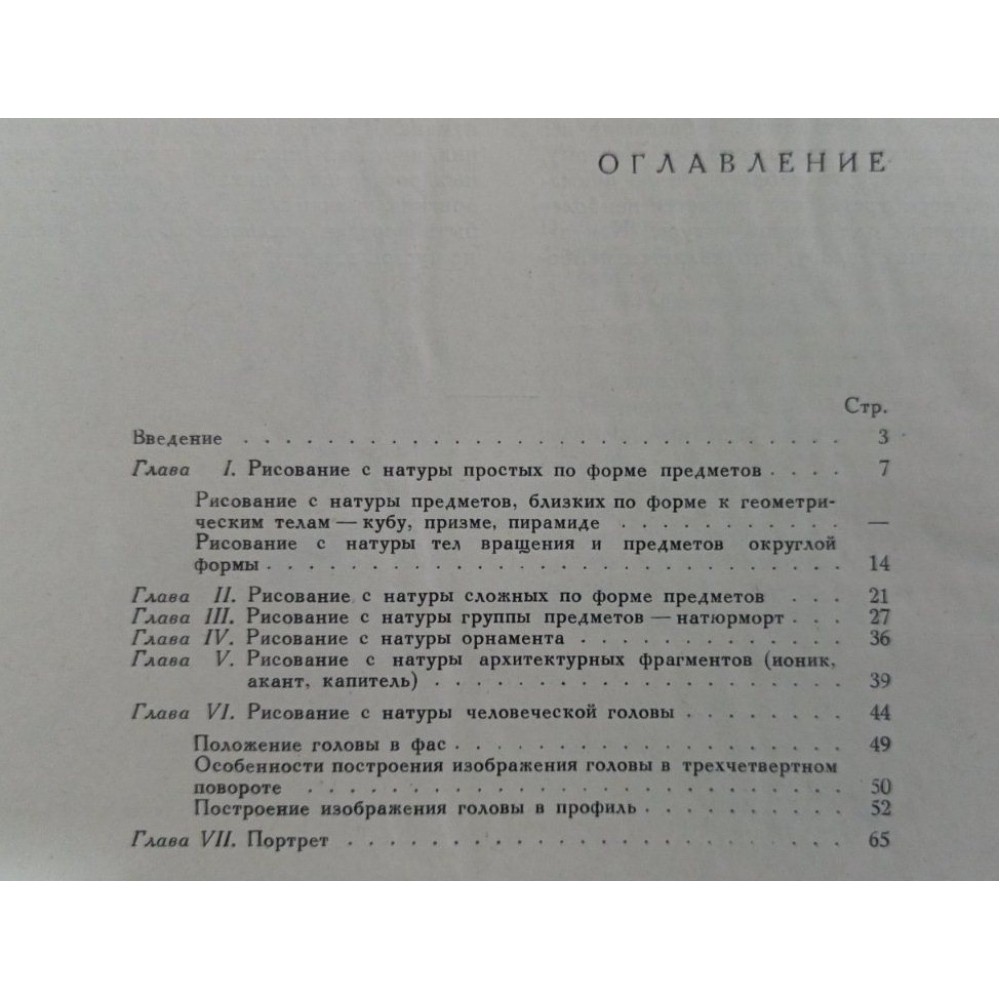 ОГЛАВЛЕНИЕ
Стр.
Введение . . . . . . . . . . . . . . . . . . . . . . . 3
Глава I. Рисование с натуры простых по форме предметов . . . . 7
Рисование с натуры предметов, близких по форме к геометри-
ческим телам — кубу, призме, пирамиде . . . . . . . . . —
Рисование с натуры тел вращения и предметов округлой
формы . . . . . . . . . . . . . . . . . . . . . . 14
Глава II. Рисование с натуры сложных по форме предметов . . . 21
Глава III. Рисование с натуры группы предметов — натюрморт . . . 27
Глава IV. Рисование с натуры орнамента . . . . . . . . . . . 36
Глава V. Рисование с натуры архитектурных фрагментов (ионик,
акант, капитель) . . . . . . . . . . . . . . . . 39
Глава VI. Рисование с натуры человеческой головы . . . . . . . 44
Положение головы в фас . . . . . . . . . . . . . . . 49
Особенности построения изображения головы в трехчетвертном
повороте . . . . . . . . . . . . . . . . . . . . . 50
Построение изображения головы в профиль . . . . . . . . 52
Глава VII. Портрет . . . . . . . . . . . . . . . . . . . 65